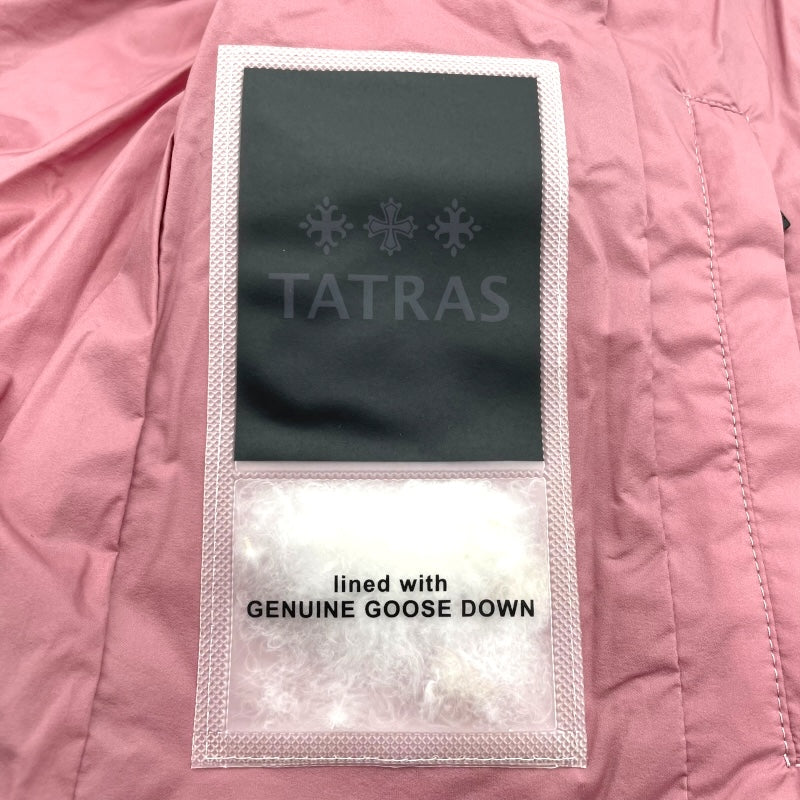 TATRAS
lined with
GENUINE GOOSE DOWN